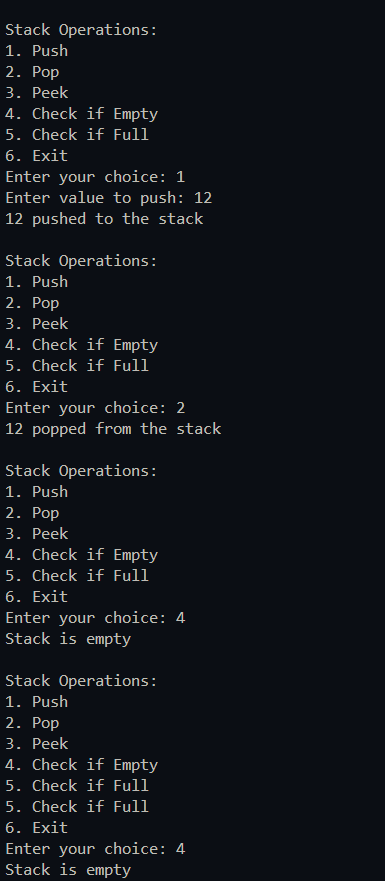 Stack Operations:
1. Push
2. Pop
3. Peek
4. Check if Empty
5. Check if Full
6. Exit
Enter your choice: 1
Enter value to push: 12
12 pushed to the stack

Stack Operations:
1. Push
2. Pop
3. Peek
4. Check if Empty
5. Check if Full
6. Exit
Enter your choice: 2
12 popped from the stack

Stack Operations:
1. Push
2. Pop
3. Peek
4. Check if Empty
5. Check if Full
6. Exit
Enter your choice: 4
Stack is empty

Stack Operations:
1. Push
2. Pop
3. Peek
4. Check if Empty
5. Check if Full
5. Check if Full
6. Exit
Enter your choice: 4
Stack is empty